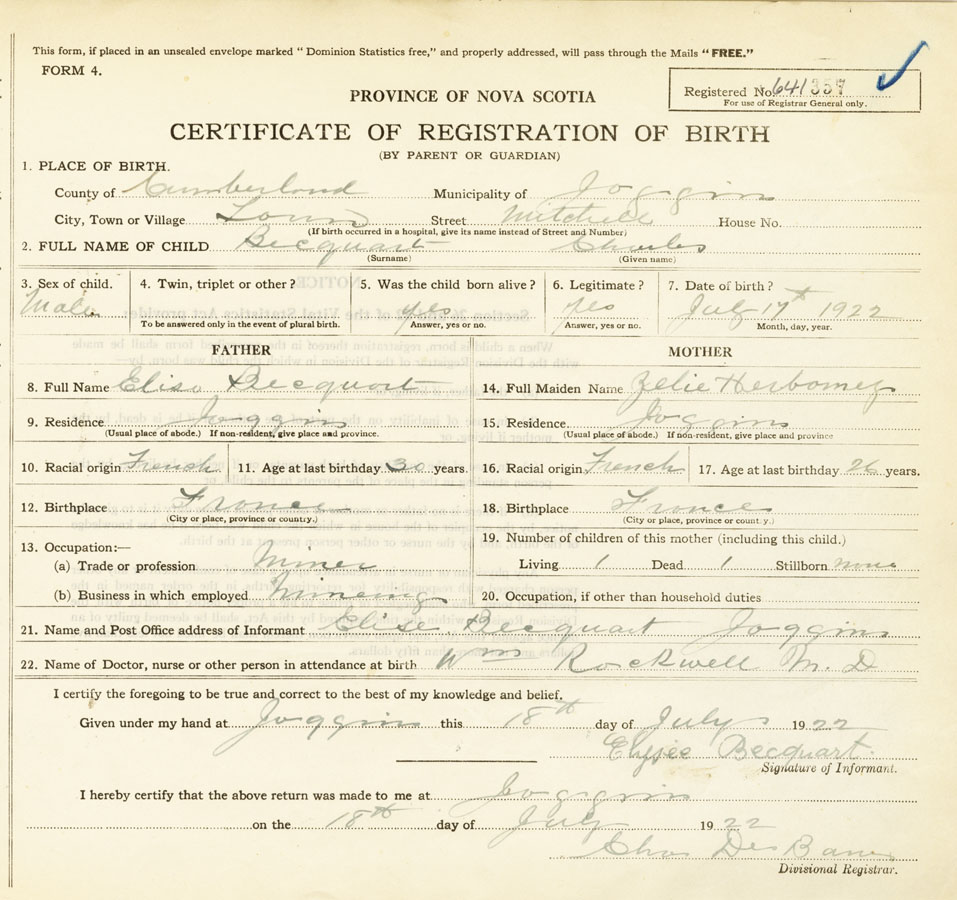 This form, if placed in an unsealed envelope marked " Dominion Statistics free," and properly addressed, will pass through the Mails "FREE."
FORM 4.
Registered No. 641359
For use of Registrar General only.
PROVINCE OF NOVA SCOTIA
CERTIFICATE OF REGISTRATION OF BIRTH
(BY PARENT OR GUARDIAN)
1. PLACE OF BIRTH.
County of Cumberland Municipality of Joggins
City, Town or Village Town Street Mitchell House No.
(If birth occurred in a hospital, give its name instead of Street and Number)
2. FULL NAME OF CHILD Becquart Charles
(Surname) (Given name)
3. Sex of child. 4. Twin, triplet or other? 5. Was the child born alive? 6. Legitimate? 7. Date of birth?
Male yes yes July 17th 1922
To be answered only in the event of plural birth. Answer, yes or no. Answer, yes or no. Month, day, year.
FATHER MOTHER
8. Full Name Elise Becquart 14. Full Maiden Name Zelie Herbomez
9. Residence Joggins 15. Residence Joggins
(Usual place of abode.) If non-resident, give place and province. (Usual place of abode.) If non-resident, give place and province
10. Racial origin French 11. Age at last birthday 30 years. 16. Racial origin French 17. Age at last birthday 26 years.
12. Birthplace France 18. Birthplace France
(City or place, province or country.) (City or place, province or country.)
13. Occupation:— 19. Number of children of this mother (including this child.)
(a) Trade or profession Miner Living 1 Dead 1 Stillborn none
(b) Business in which employed Mineing 20. Occupation, if other than household duties
21. Name and Post Office address of Informant Elise Becquart Joggins
22. Name of Doctor, nurse or other person in attendance at birth Wm Rockwell M. D
I certify the foregoing to be true and correct to the best of my knowledge and belief.
Given under my hand at Joggins this 18th day of July 1922
Elysée Becquart
Signature of Informant.
I hereby certify that the above return was made to me at Joggins
on the 18th day of July 1922
Chas
Divisional Registrar.